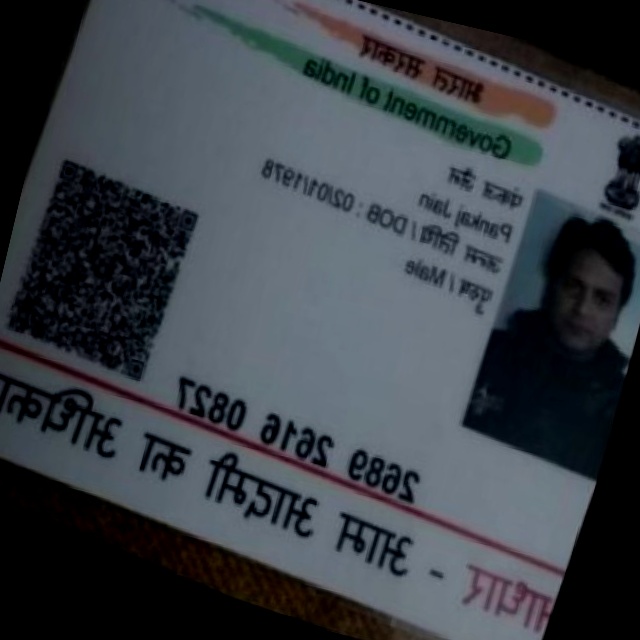 भारत सरकार
Government of India
पंकज जैन
Pankaj Jain
जन्म तिथि / DOB : 02/01/1978
पुरुष / Male
2689 2616 0827
आधार - आम आदमी का अधिकार